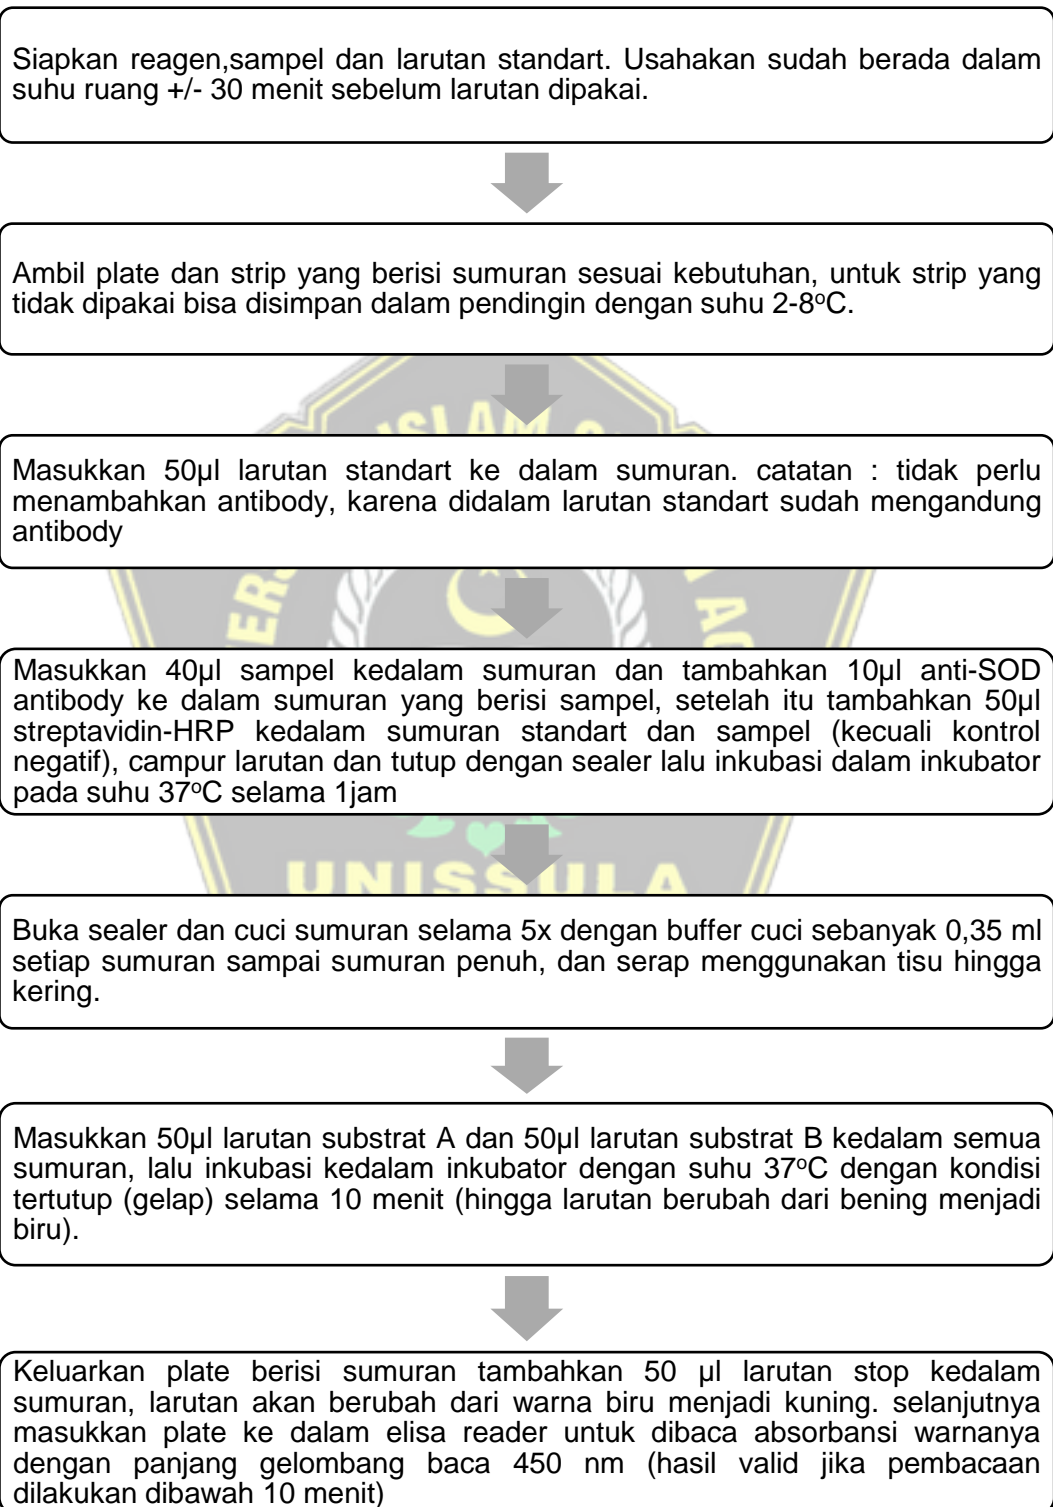 Siapkan reagen,sampel dan larutan standart. Usahakan sudah berada dalam
suhu ruang +/- 30 menit sebelum larutan dipakai.
Ambil plate dan strip yang berisi sumuran sesuai kebutuhan, untuk strip yang
tidak dipakai bisa disimpan dalam pendingin dengan suhu 2-8°C.
ISLAM
Masukkan 50µl larutan standart ke dalam sumuran. catatan : tidak perlu
menambahkan antibody, karena didalam larutan standart sudah mengandung
antibody
Masukkan 40µl sampel kedalam sumuran dan tambahkan 10µl anti-SOD
antibody ke dalam sumuran yang berisi sampel, setelah itu tambahkan 50µl
streptavidin-HRP kedalam sumuran standart dan sampel (kecuali kontrol
negatif), campur larutan dan tutup dengan sealer lalu inkubasi dalam inkubator
pada suhu 37°C selama 1jam
UNISSULA
Buka sealer dan cuci sumuran selama 5x dengan buffer cuci sebanyak 0,35 ml
setiap sumuran sampai sumuran penuh, dan serap menggunakan tisu hingga
kering.
Masukkan 50µl larutan substrat A dan 50µl larutan substrat B kedalam semua
sumuran, lalu inkubasi kedalam inkubator dengan suhu 37°C dengan kondisi
tertutup (gelap) selama 10 menit (hingga larutan berubah dari bening menjadi
biru).
Keluarkan plate berisi sumuran tambahkan 50 µl larutan stop kedalam
sumuran, larutan akan berubah dari warna biru menjadi kuning. selanjutnya
masukkan plate ke dalam elisa reader untuk dibaca absorbansi warnanya
dengan panjang gelombang baca 450 nm (hasil valid jika pembacaan
dilakukan dibawah 10 menit)